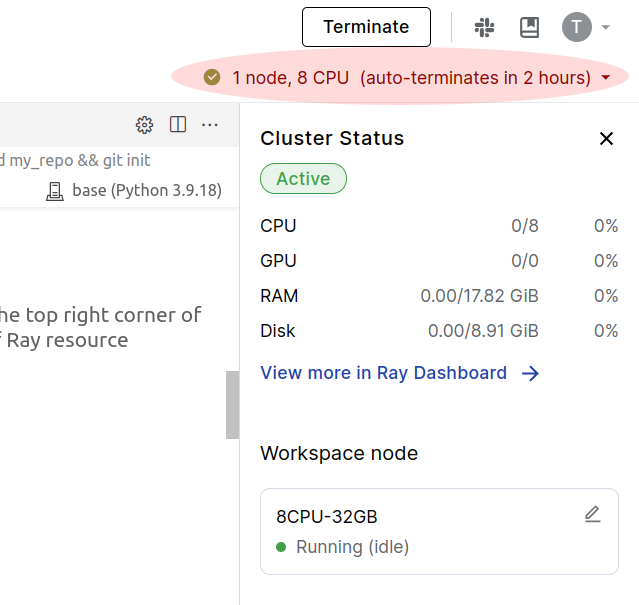 Terminate
T
1 node, 8 CPU (auto-terminates in 2 hours)
d my_repo && git init
base (Python 3.9.18)
he top right corner of
f Ray resource
Cluster Status
Active
CPU 0/8 0%
GPU 0/0 0%
RAM 0.00/17.82 GiB 0%
Disk 0.00/8.91 GiB 0%
View more in Ray Dashboard
Workspace node
8CPU-32GB
Running (idle)